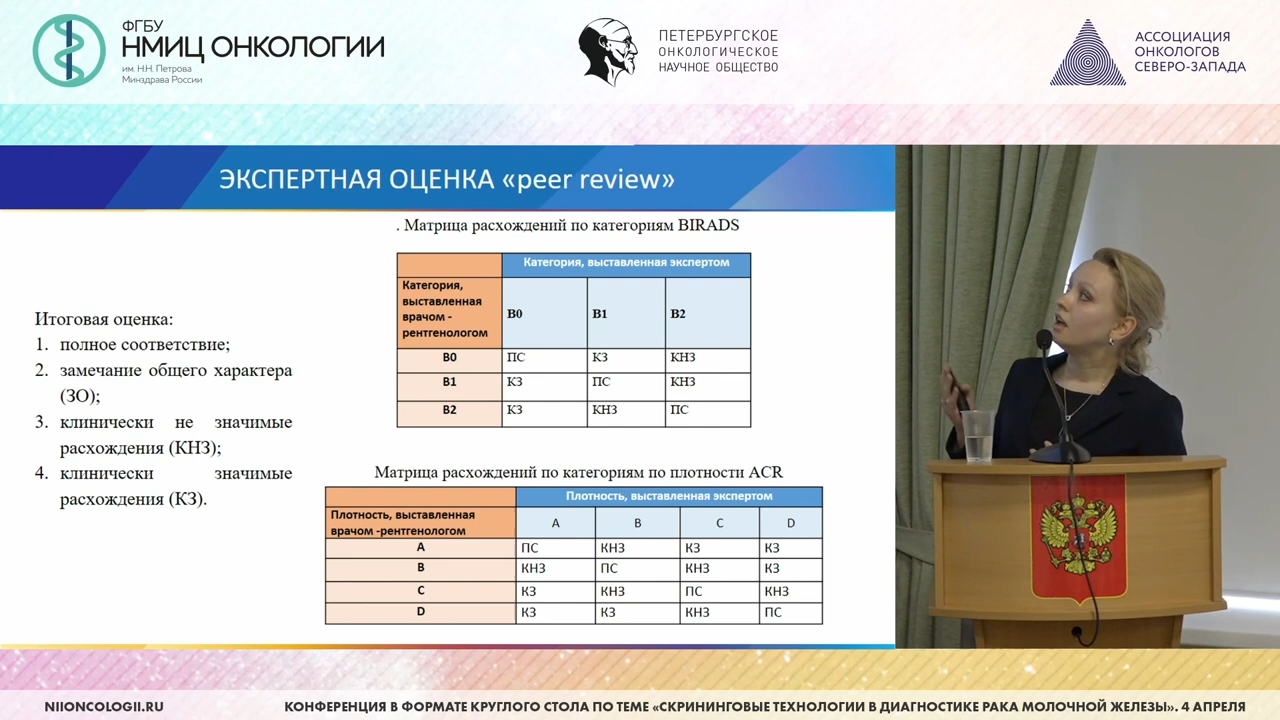 ФГБУ
НМИЦ ОНКОЛОГИИ
им. Н.Н. Петрова
Минздрава России
ПЕТЕРБУРГСКОЕ
ОНКОЛОГИЧЕСКОЕ
НАУЧНОЕ ОБЩЕСТВО
АССОЦИАЦИЯ
ОНКОЛОГОВ
СЕВЕРО-ЗАПАДА
ЭКСПЕРТНАЯ ОЦЕНКА «peer review»
Итоговая оценка:
1. полное соответствие;
2. замечание общего характера
(ЗО);
3. клинически не значимые
расхождения (КНЗ);
4. клинически значимые
расхождения (КЗ).
. Матрица расхождений по категориям BIRADS
Категория, выставленная экспертом
Категория,
выставленная
врачом -
рентгенологом
B0 B1 B2
B0 ПС КЗ КНЗ
B1 КЗ ПС КНЗ
B2 КЗ КНЗ ПС
Матрица расхождений по категориям по плотности ACR
Плотность, выставленная экспертом
Плотность, выставленная
врачом -рентгенологом
A B C D
A ПС КНЗ КЗ КЗ
B КНЗ ПС КНЗ КЗ
C КЗ КНЗ ПС КНЗ
D КЗ КЗ КНЗ ПС
NIIONCOLOGII.RU
КОНФЕРЕНЦИЯ В ФОРМАТЕ КРУГЛОГО СТОЛА ПО ТЕМЕ «СКРИНИНГОВЫЕ ТЕХНОЛОГИИ В ДИАГНОСТИКЕ РАКА МОЛОЧНОЙ ЖЕЛЕЗЫ». 4 АПРЕЛЯ